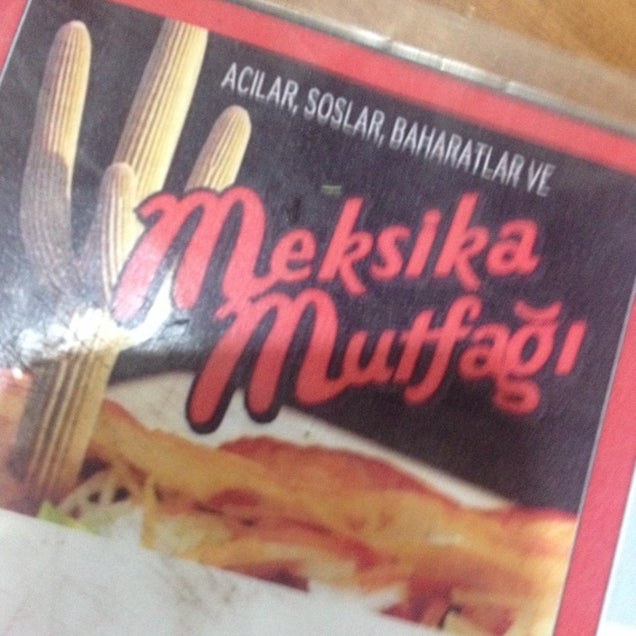 ACILAR, SOSLAR, BAHARATLAR VE
Meksika
Mutfağı